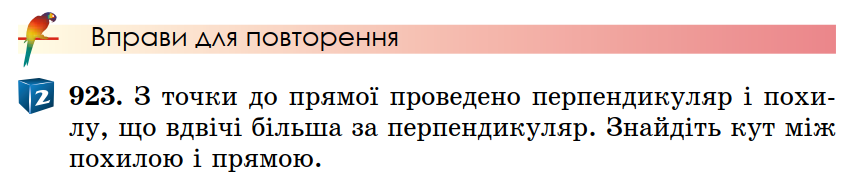 Вправи для повторення
2 923. З точки до прямої проведено перпендикуляр і похи-
лу, що вдвічі більша за перпендикуляр. Знайдіть кут між
похилою і прямою.